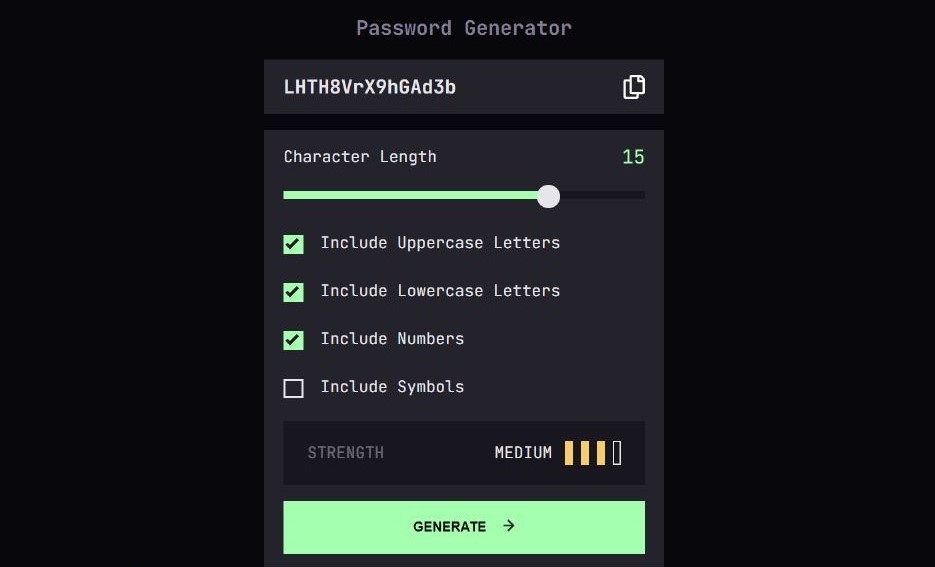 Password Generator
LHTH8VrX9hGAd3b
Character Length 15
Include Uppercase Letters
Include Lowercase Letters
Include Numbers
Include Symbols
STRENGTH MEDIUM
GENERATE →